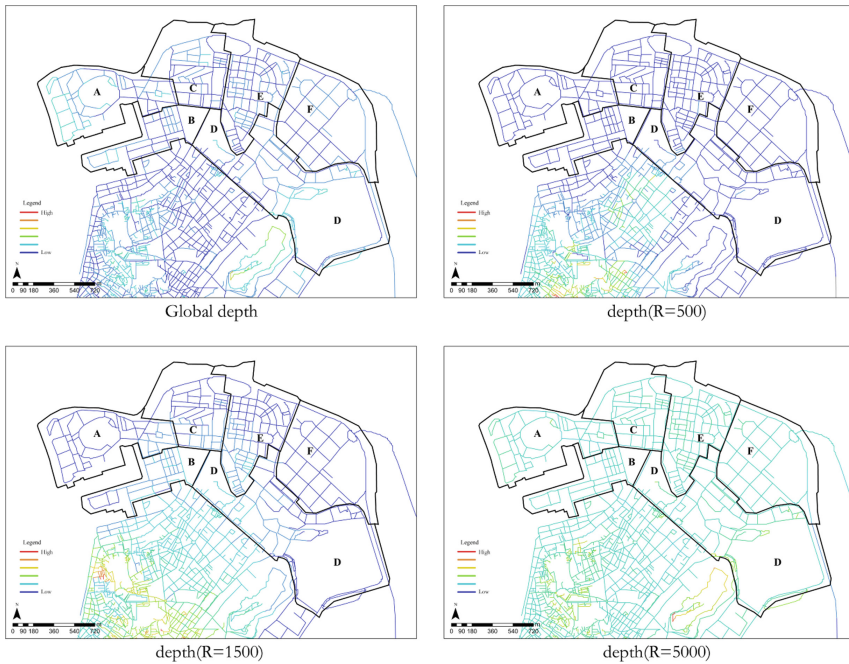 A
C
E
F
B
D
D
Legend
High
Low
N
0 90 180 360 540 720
m
Global depth
A
C
E
F
B
D
D
Legend
High
Low
N
0 90 180 360 540 720
m
depth(R=500)
A
C
E
F
B
D
D
Legend
High
Low
N
0 90 180 360 540 720
m
depth(R=1500)
A
C
E
F
B
D
D
Legend
High
Low
N
0 90 180 360 540 720
m
depth(R=5000)